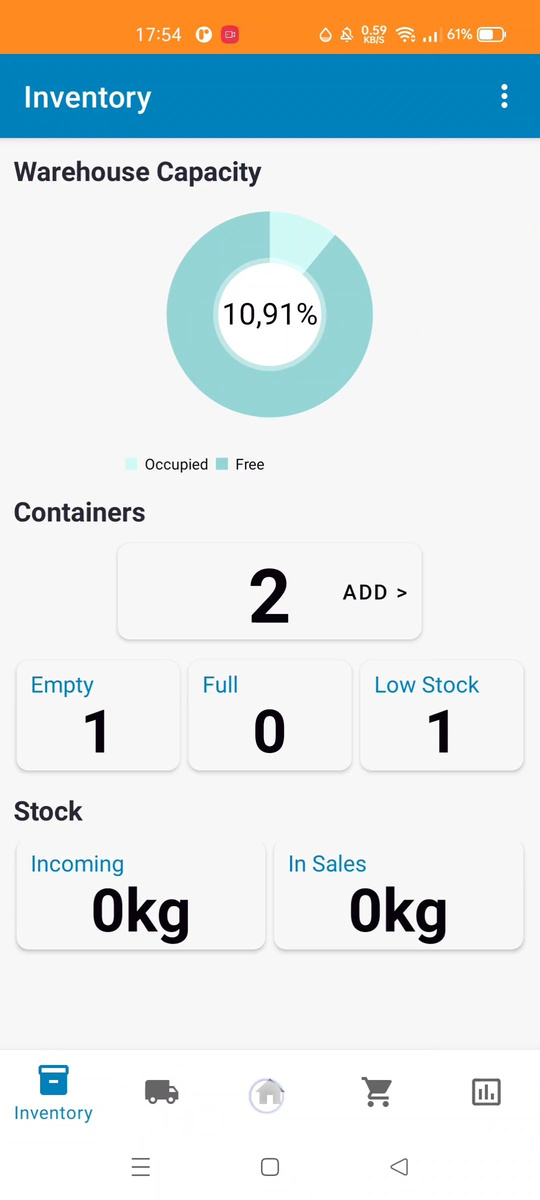 17:54 0.59 KB/S 61%
Inventory
Warehouse Capacity
10,91%
Occupied Free
Containers
2 ADD >
Empty Full Low Stock
1 0 1
Stock
Incoming In Sales
0kg 0kg
Inventory